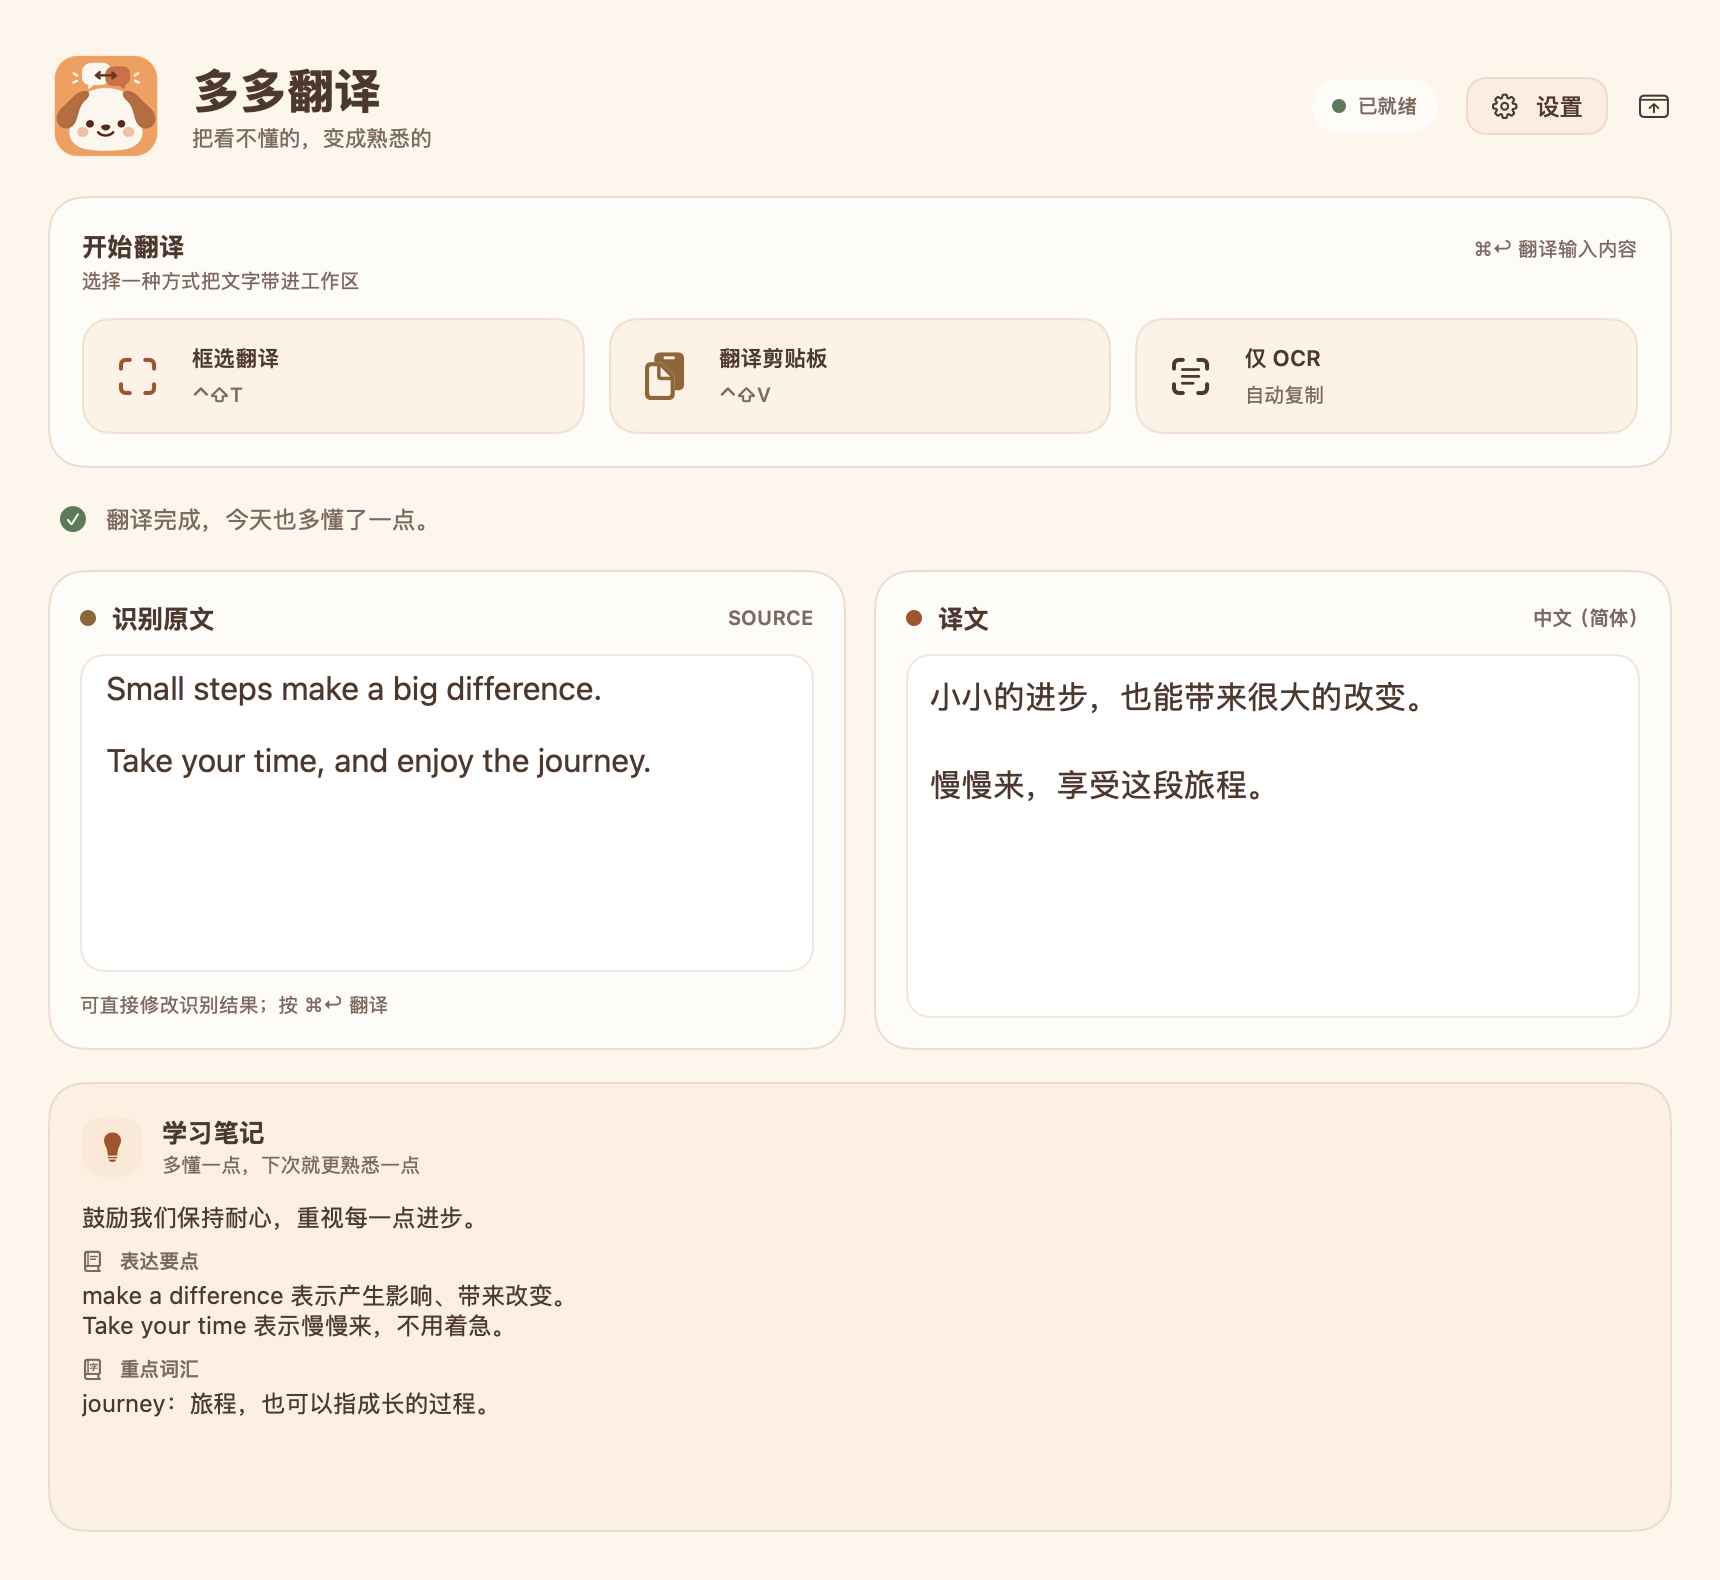 多多翻译
把看不懂的，变成熟悉的
已就绪
设置
开始翻译
选择一种方式把文字带进工作区
⌘↩ 翻译输入内容
框选翻译
⌃⇧T
翻译剪贴板
⌃⇧V
仅 OCR
自动复制
翻译完成，今天也多懂了一点。
识别原文
SOURCE
Small steps make a big difference.
Take your time, and enjoy the journey.
可直接修改识别结果；按 ⌘↩ 翻译
译文
中文（简体）
小小的进步，也能带来很大的改变。
慢慢来，享受这段旅程。
学习笔记
多懂一点，下次就更熟悉一点
鼓励我们保持耐心，重视每一点进步。
表达要点
make a difference 表示产生影响、带来改变。
Take your time 表示慢慢来，不用着急。
重点词汇
journey：旅程，也可以指成长的过程。